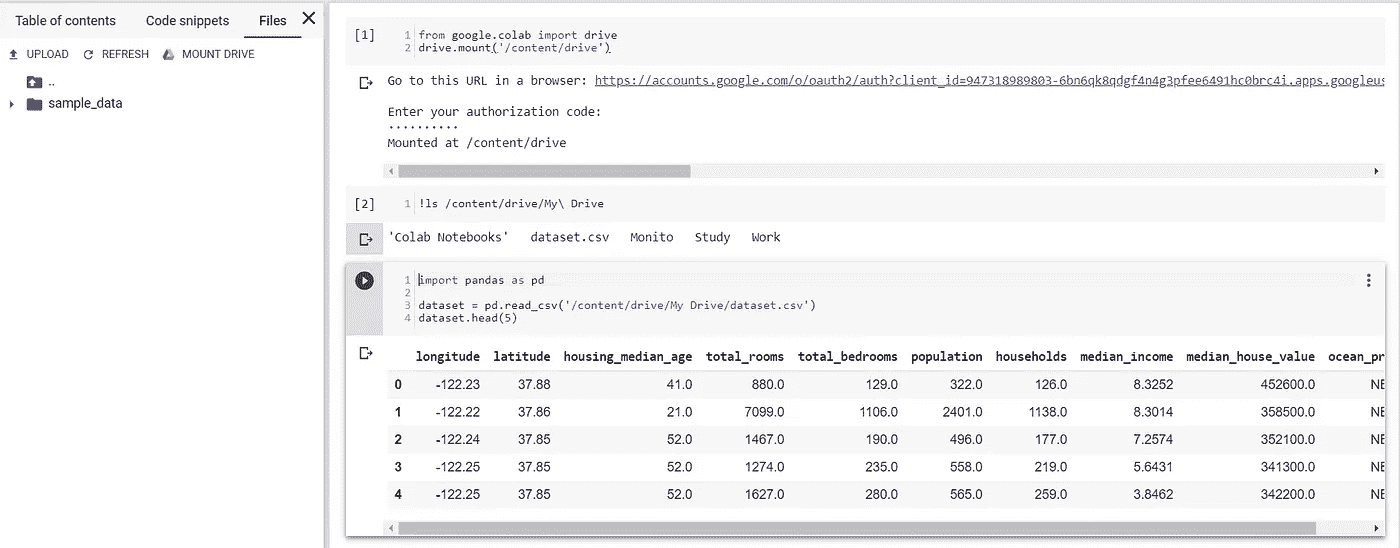 Table of contents Code snippets Files
UPLOAD REFRESH MOUNT DRIVE
..
sample_data
[1] 1 from google.colab import drive
2 drive.mount('/content/drive')
Go to this URL in a browser: https://accounts.google.com/o/oauth2/auth?client_id=947318989803-6bn6qk8qdgf4n4g3pfee6491hc0brc4i.apps.googleus
Enter your authorization code:
··········
Mounted at /content/drive
[2] 1 !ls /content/drive/My\ Drive
'Colab Notebooks' dataset.csv Monito Study Work
1 import pandas as pd
2
3 dataset = pd.read_csv('/content/drive/My Drive/dataset.csv')
4 dataset.head(5)
longitude latitude housing_median_age total_rooms total_bedrooms population households median_income median_house_value ocean_pr
0 -122.23 37.88 41.0 880.0 129.0 322.0 126.0 8.3252 452600.0 NE
1 -122.22 37.86 21.0 7099.0 1106.0 2401.0 1138.0 8.3014 358500.0 NE
2 -122.24 37.85 52.0 1467.0 190.0 496.0 177.0 7.2574 352100.0 NE
3 -122.25 37.85 52.0 1274.0 235.0 558.0 219.0 5.6431 341300.0 NE
4 -122.25 37.85 52.0 1627.0 280.0 565.0 259.0 3.8462 342200.0 NE